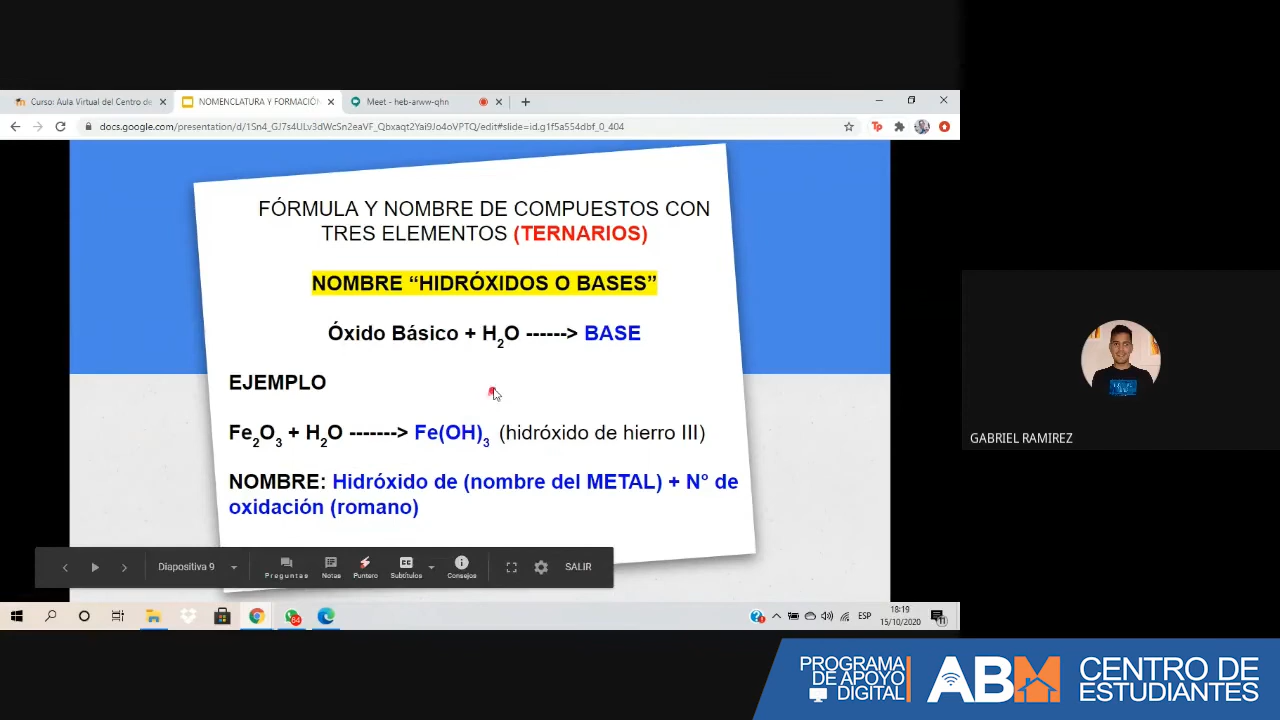 Curso: Aula Virtual del Centro de
NOMENCLATURA Y FORMACIÓN
Meet - heb-arww-qhn
docs.google.com/presentation/d/1Sn4_GJ7s4ULv3dWcSn2eaVF_Qbxaqt2Yai9Jo4oVPTQ/edit#slide=id.g1f5a554dbf_0_404
FÓRMULA Y NOMBRE DE COMPUESTOS CON
TRES ELEMENTOS (TERNARIOS)
NOMBRE “HIDRÓXIDOS O BASES”
Óxido Básico + H₂O ------> BASE
EJEMPLO
Fe₂O₃ + H₂O -------> Fe(OH)₃ (hidróxido de hierro III)
NOMBRE: Hidróxido de (nombre del METAL) + N° de
oxidación (romano)
Diapositiva 9
Preguntas
Notas
Puntero
Subtítulos
Consejos
SALIR
GABRIEL RAMIREZ
64
ESP
18:19
15/10/2020
11
PROGRAMA
DE APOYO
DIGITAL
ABM
CENTRO DE
ESTUDIANTES